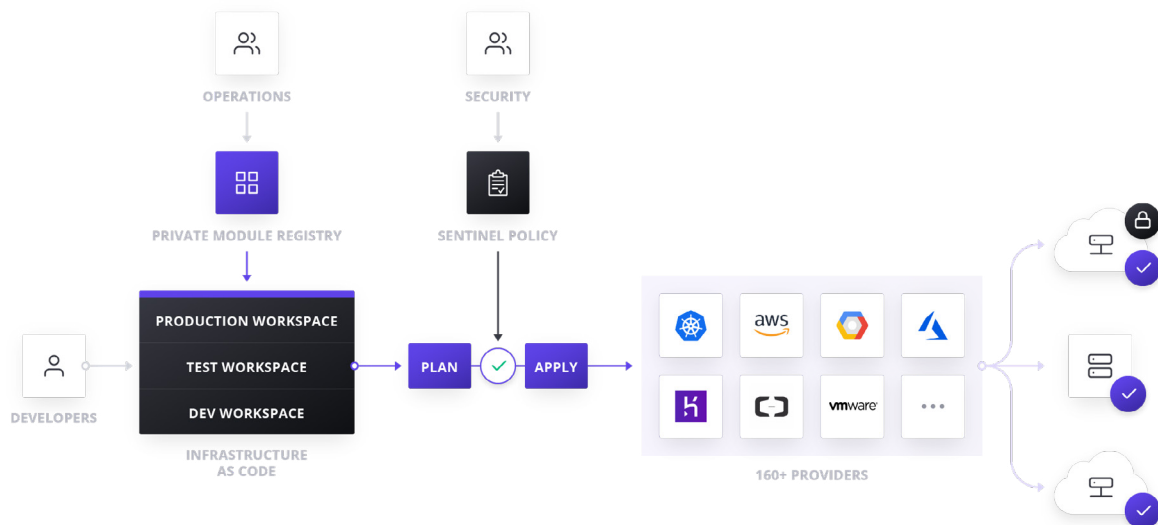 OPERATIONS
SECURITY
PRIVATE MODULE REGISTRY
SENTINEL POLICY
PRODUCTION WORKSPACE
TEST WORKSPACE
DEV WORKSPACE
DEVELOPERS
INFRASTRUCTURE
AS CODE
PLAN
APPLY
aws
vmware
160+ PROVIDERS